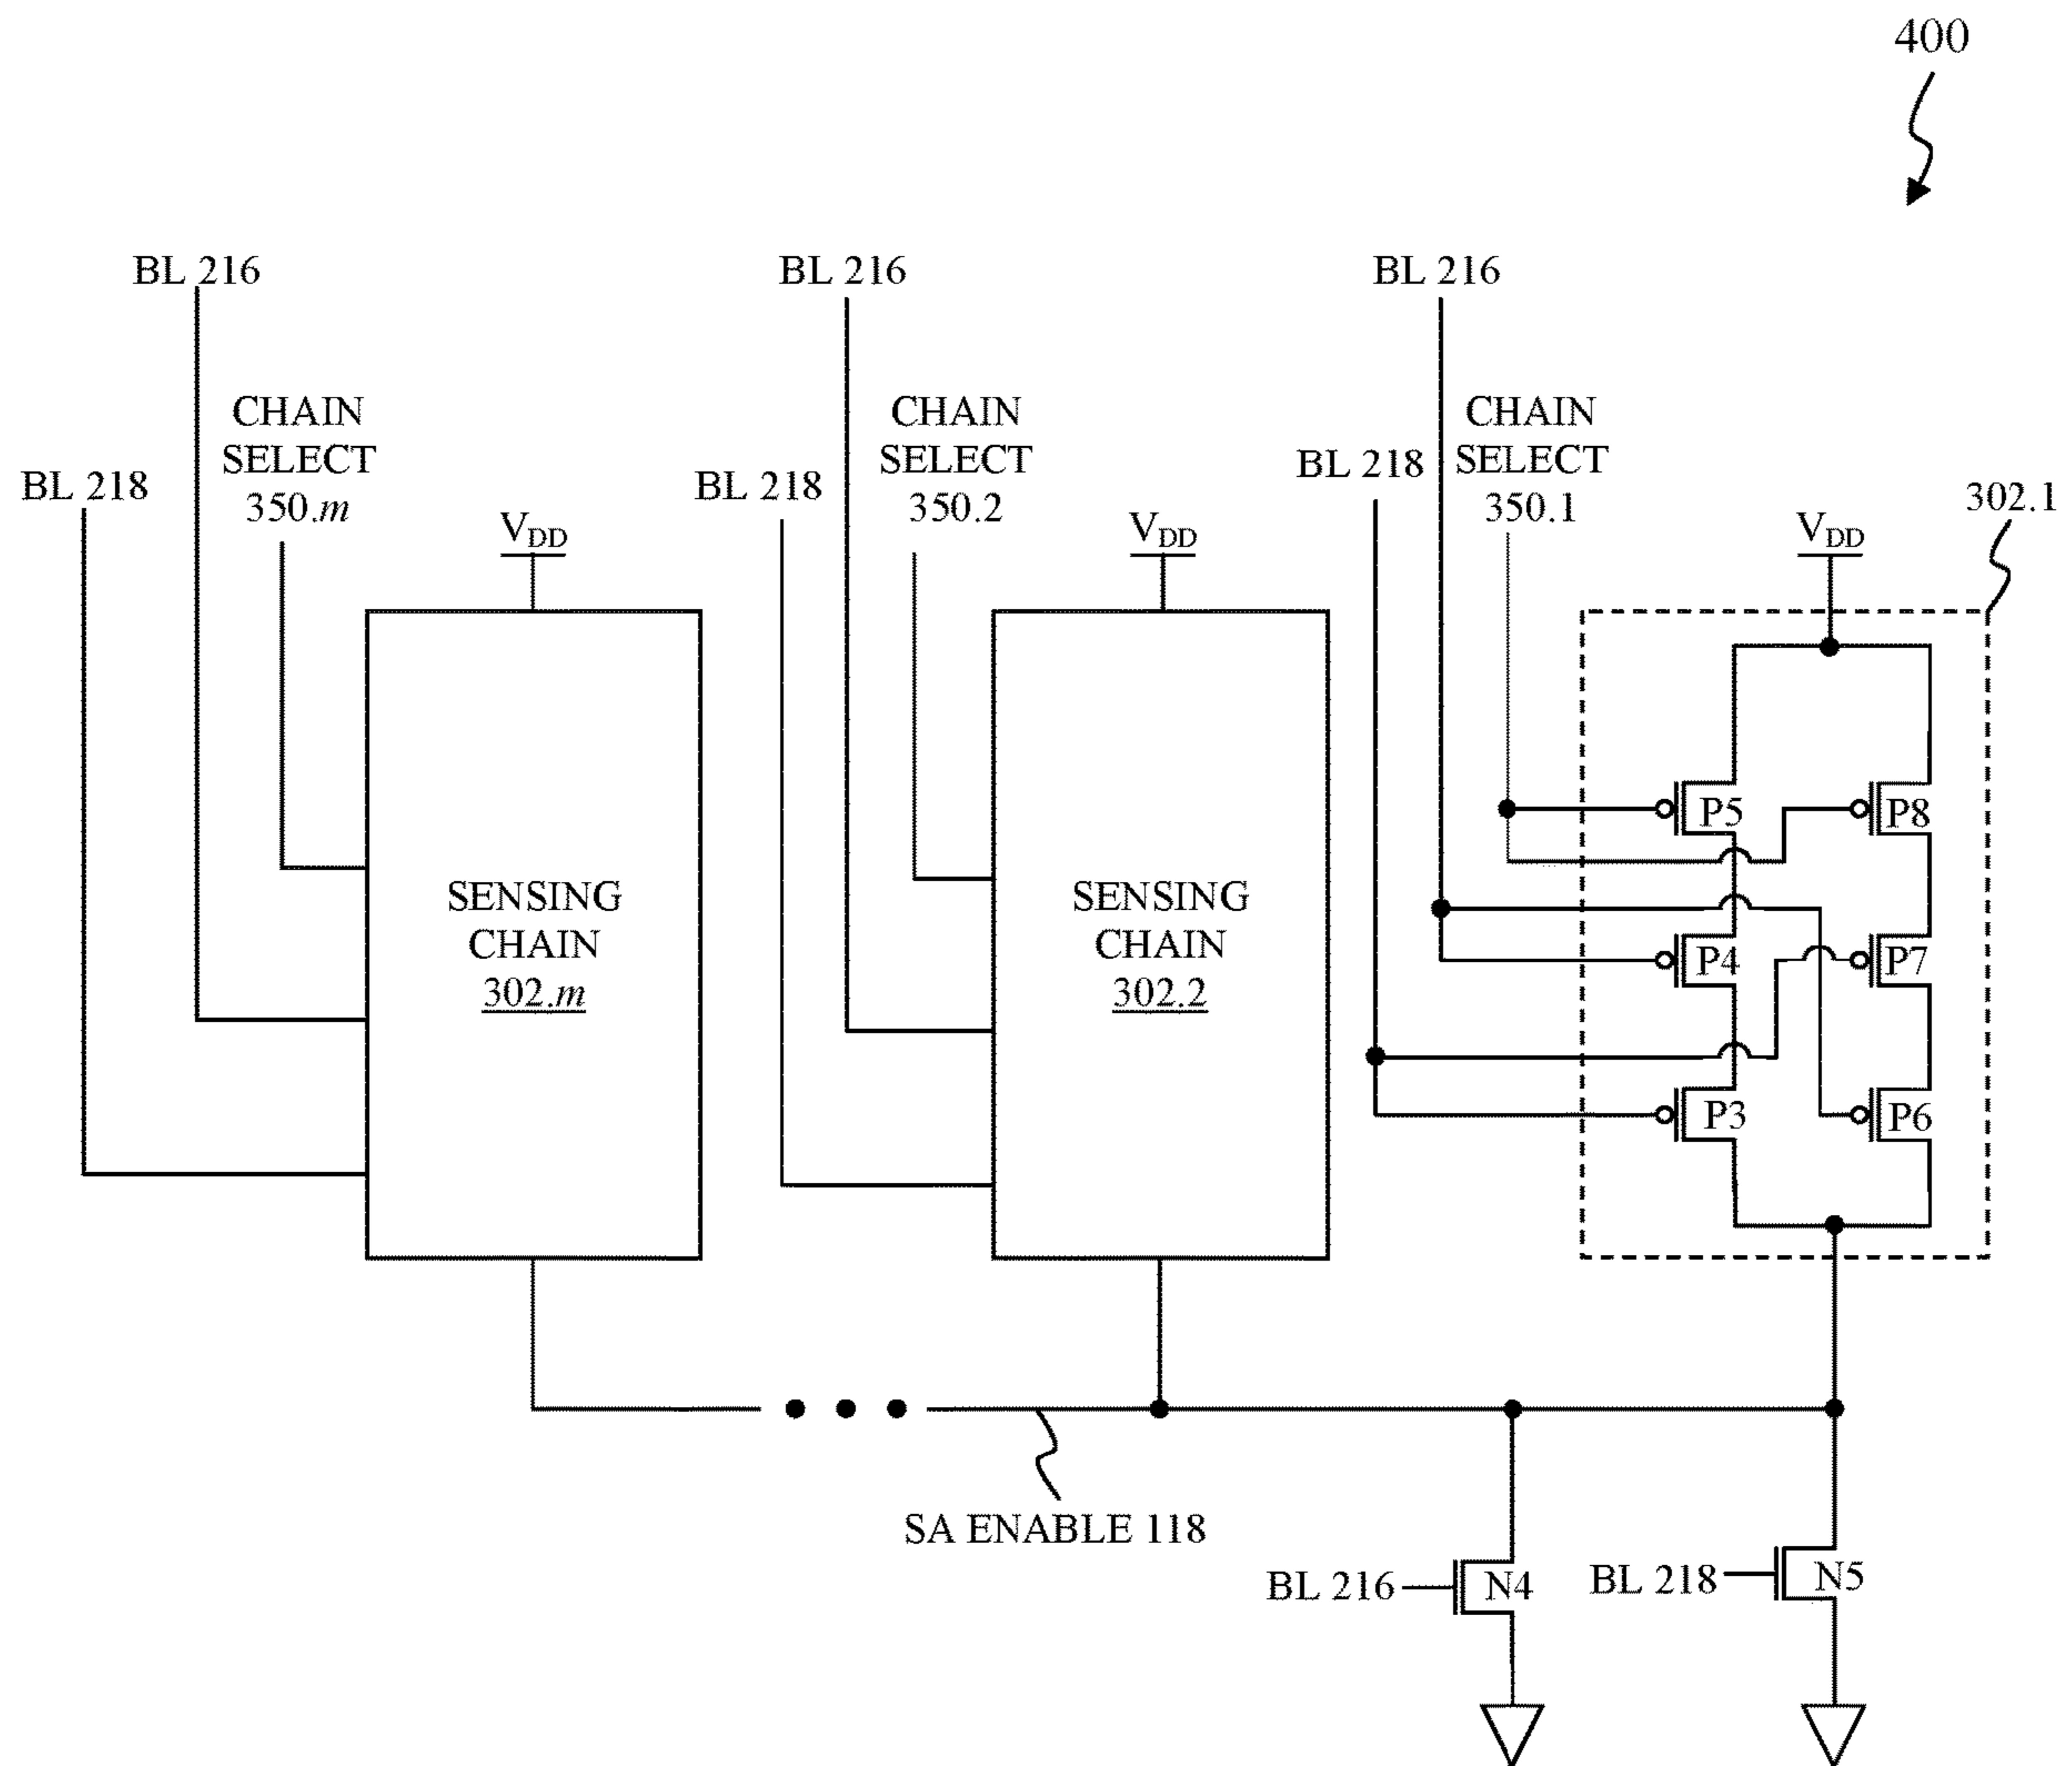 400
BL 216
BL 216
BL 216
CHAIN
SELECT
350.m
CHAIN
SELECT
350.2
CHAIN
SELECT
350.1
BL 218
BL 218
BL 218
302.1
VDD
VDD
VDD
P5
P8
SENSING
CHAIN
302.m
SENSING
CHAIN
302.2
P4
P7
P3
P6
SA ENABLE 118
BL 216
N4
BL 218
N5